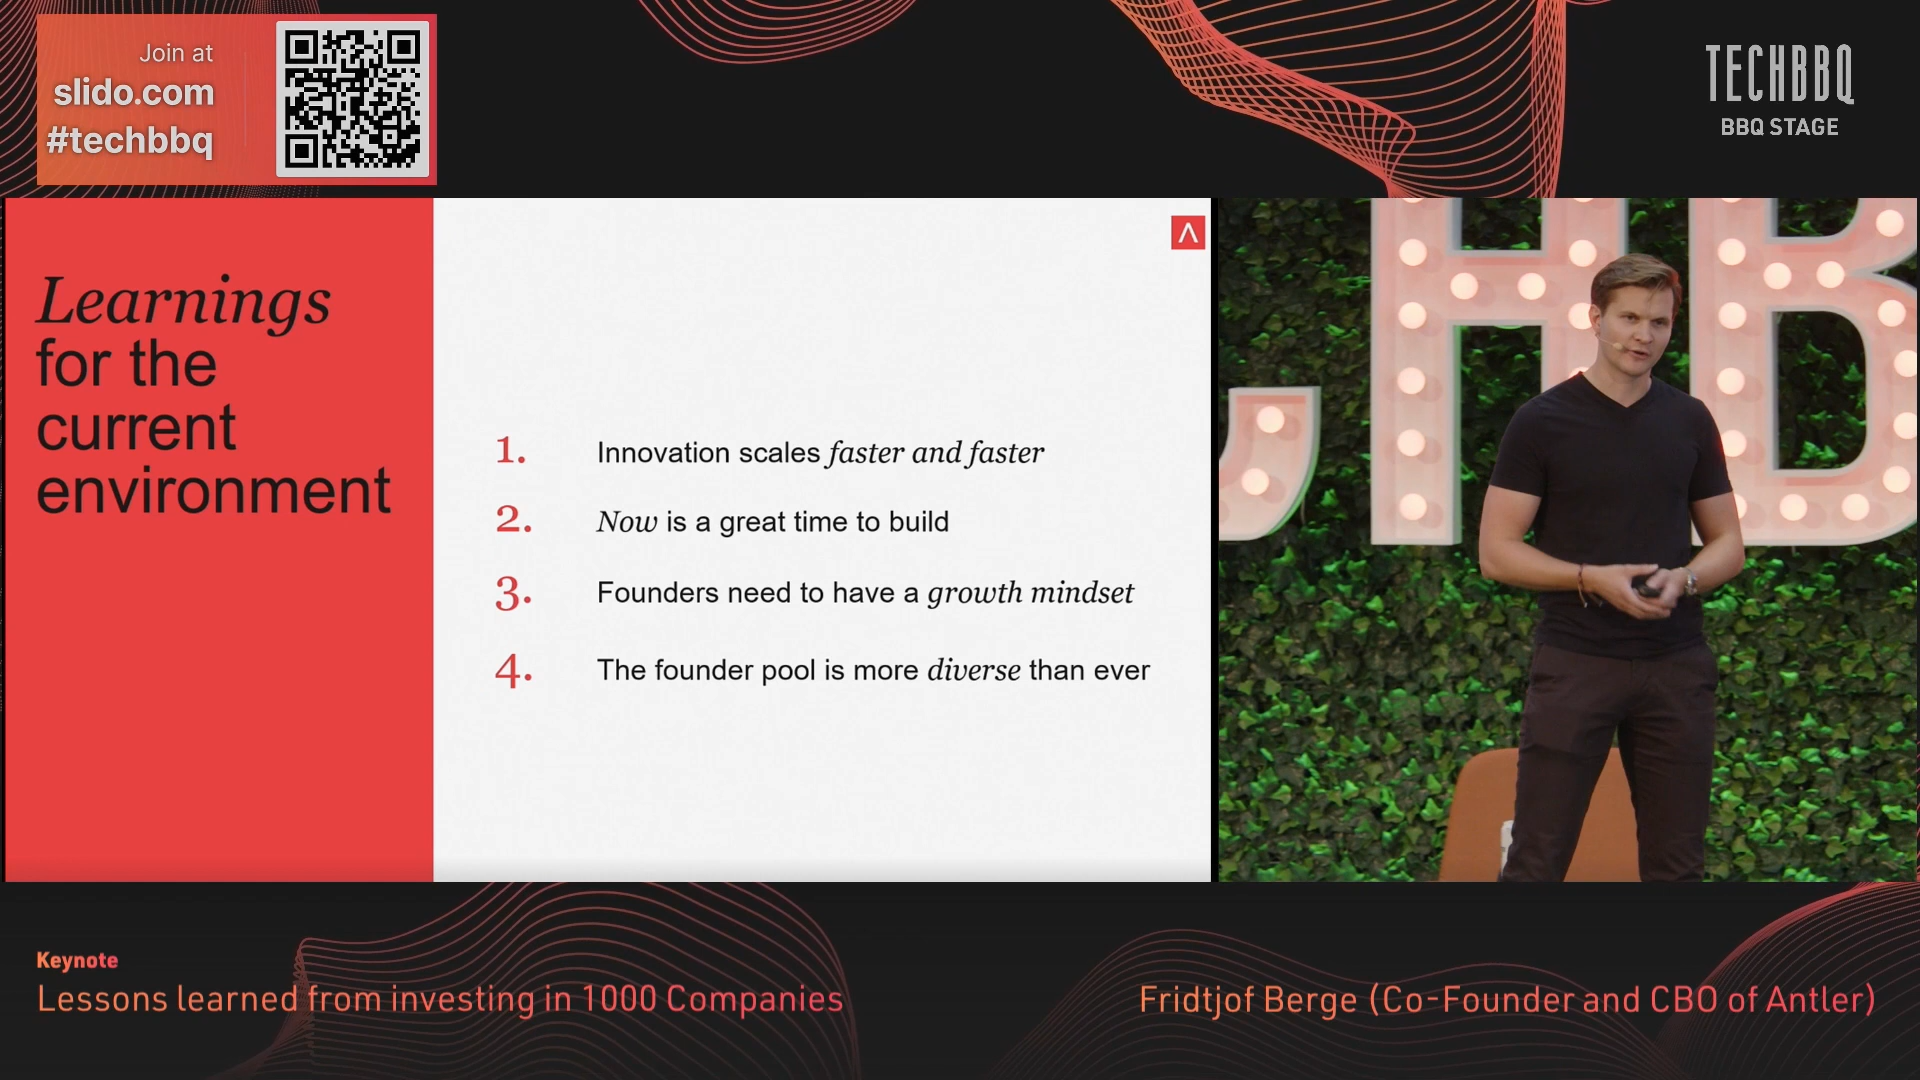 Join at
slido.com
#techbbq
TECHBBQ
BBQ STAGE
Learnings
for the
current
environment
1. Innovation scales faster and faster
2. Now is a great time to build
3. Founders need to have a growth mindset
4. The founder pool is more diverse than ever
HB
Keynote
Lessons learned from investing in 1000 Companies
Fridtjof Berge (Co-Founder and CBO of Antler)